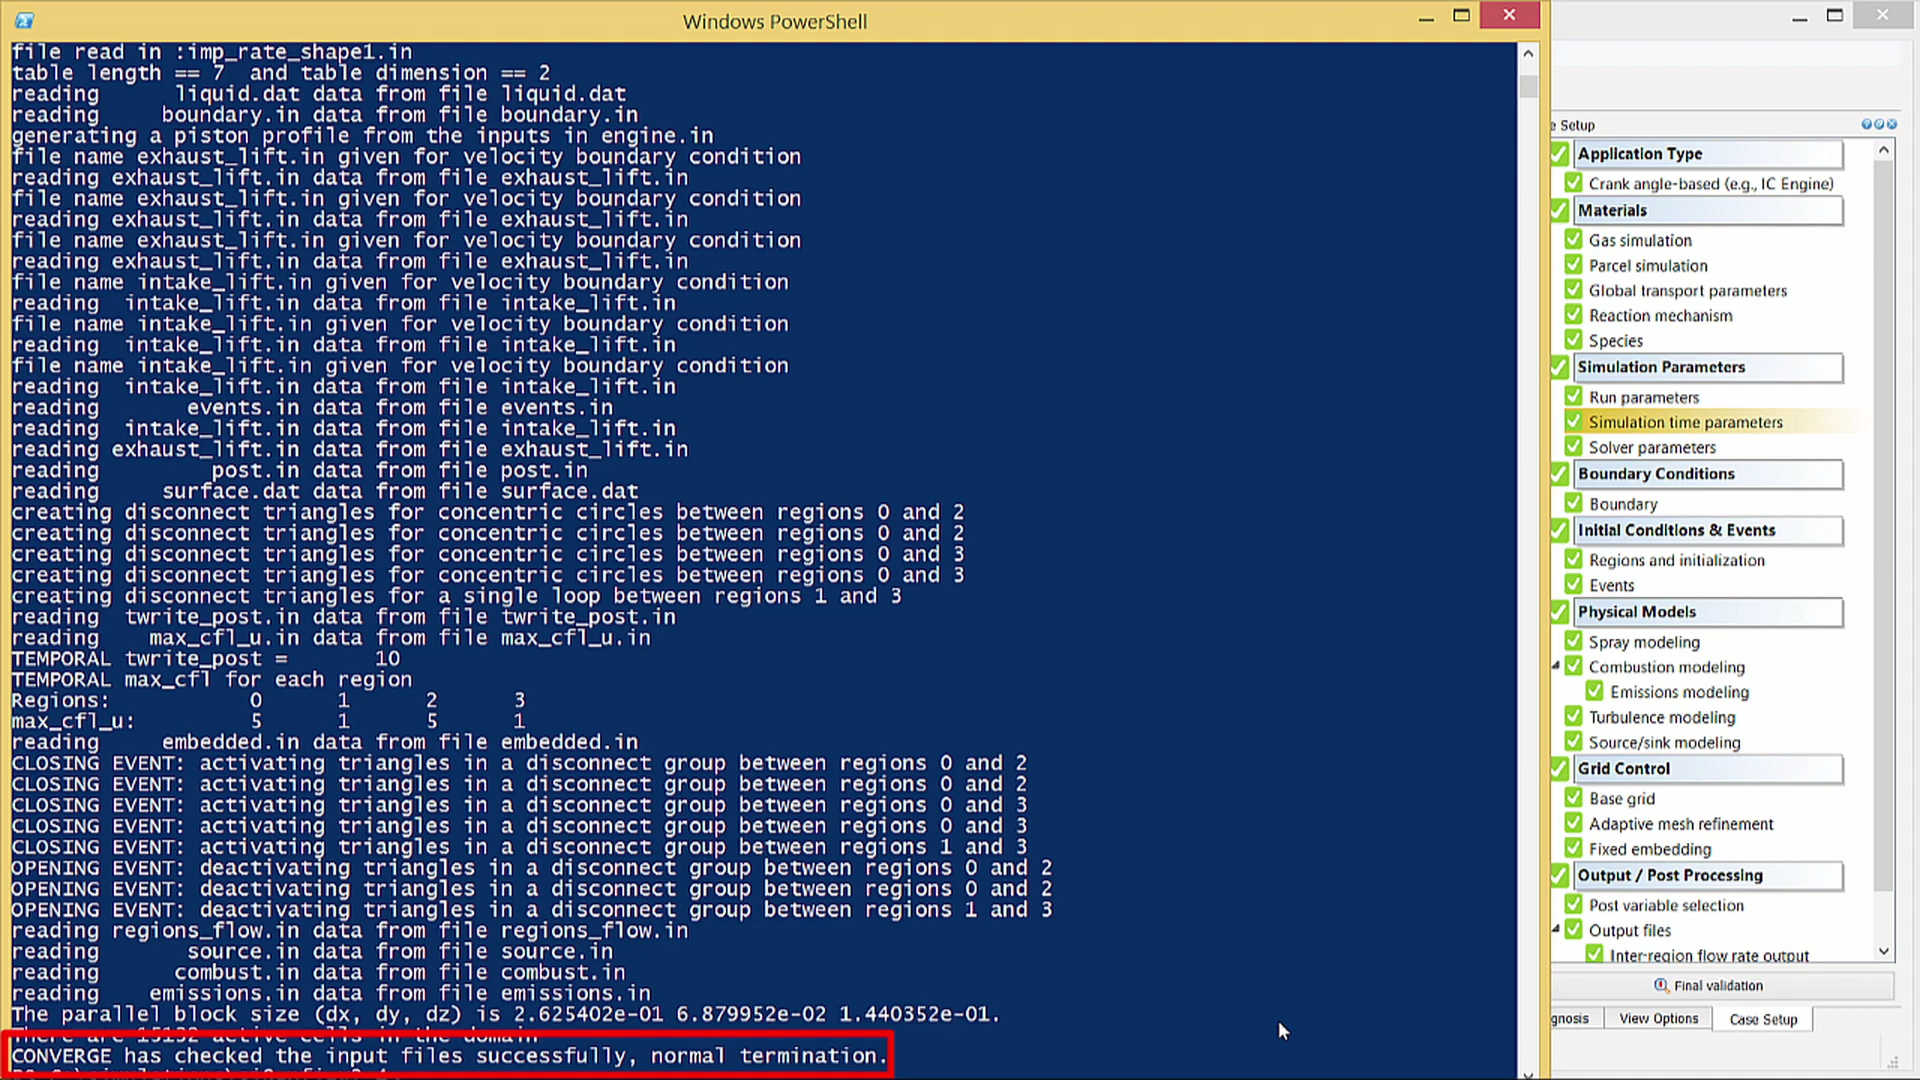 Windows PowerShell
file read in :imp_rate_shape1.in
table length == 7  and table dimension == 2
reading      liquid.dat data from file liquid.dat
reading     boundary.in data from file boundary.in
generating a piston profile from the inputs in engine.in
file name exhaust_lift.in given for velocity boundary condition
reading exhaust_lift.in data from file exhaust_lift.in
file name exhaust_lift.in given for velocity boundary condition
reading exhaust_lift.in data from file exhaust_lift.in
file name exhaust_lift.in given for velocity boundary condition
reading exhaust_lift.in data from file exhaust_lift.in
file name intake_lift.in given for velocity boundary condition
reading  intake_lift.in data from file intake_lift.in
file name intake_lift.in given for velocity boundary condition
reading  intake_lift.in data from file intake_lift.in
file name intake_lift.in given for velocity boundary condition
reading  intake_lift.in data from file intake_lift.in
reading       events.in data from file events.in
reading  intake_lift.in data from file intake_lift.in
reading exhaust_lift.in data from file exhaust_lift.in
reading         post.in data from file post.in
reading     surface.dat data from file surface.dat
creating disconnect triangles for concentric circles between regions 0 and 2
creating disconnect triangles for concentric circles between regions 0 and 2
creating disconnect triangles for concentric circles between regions 0 and 3
creating disconnect triangles for concentric circles between regions 0 and 3
creating disconnect triangles for a single loop between regions 1 and 3
reading  twrite_post.in data from file twrite_post.in
reading    max_cfl_u.in data from file max_cfl_u.in
TEMPORAL twrite_post =       10
TEMPORAL max_cfl for each region
Regions:           0      1      2      3
max_cfl_u:         5      1      5      1
reading     embedded.in data from file embedded.in
CLOSING EVENT: activating triangles in a disconnect group between regions 0 and 2
CLOSING EVENT: activating triangles in a disconnect group between regions 0 and 2
CLOSING EVENT: activating triangles in a disconnect group between regions 0 and 3
CLOSING EVENT: activating triangles in a disconnect group between regions 0 and 3
CLOSING EVENT: activating triangles in a disconnect group between regions 1 and 3
OPENING EVENT: deactivating triangles in a disconnect group between regions 0 and 2
OPENING EVENT: deactivating triangles in a disconnect group between regions 0 and 2
OPENING EVENT: deactivating triangles in a disconnect group between regions 1 and 3
reading regions_flow.in data from file regions_flow.in
reading       source.in data from file source.in
reading      combust.in data from file combust.in
reading    emissions.in data from file emissions.in
The parallel block size (dx, dy, dz) is 2.625402e-01 6.879952e-02 1.440352e-01.
There are 15132 active cells in the domain
CONVERGE has checked the input files successfully, normal termination.
e Setup
Application Type
Crank angle-based (e.g., IC Engine)
Materials
Gas simulation
Parcel simulation
Global transport parameters
Reaction mechanism
Species
Simulation Parameters
Run parameters
Simulation time parameters
Solver parameters
Boundary Conditions
Boundary
Initial Conditions & Events
Regions and initialization
Events
Physical Models
Spray modeling
Combustion modeling
Emissions modeling
Turbulence modeling
Source/sink modeling
Grid Control
Base grid
Adaptive mesh refinement
Fixed embedding
Output / Post Processing
Post variable selection
Output files
Inter-region flow rate output
Final validation
gnosis
View Options
Case Setup